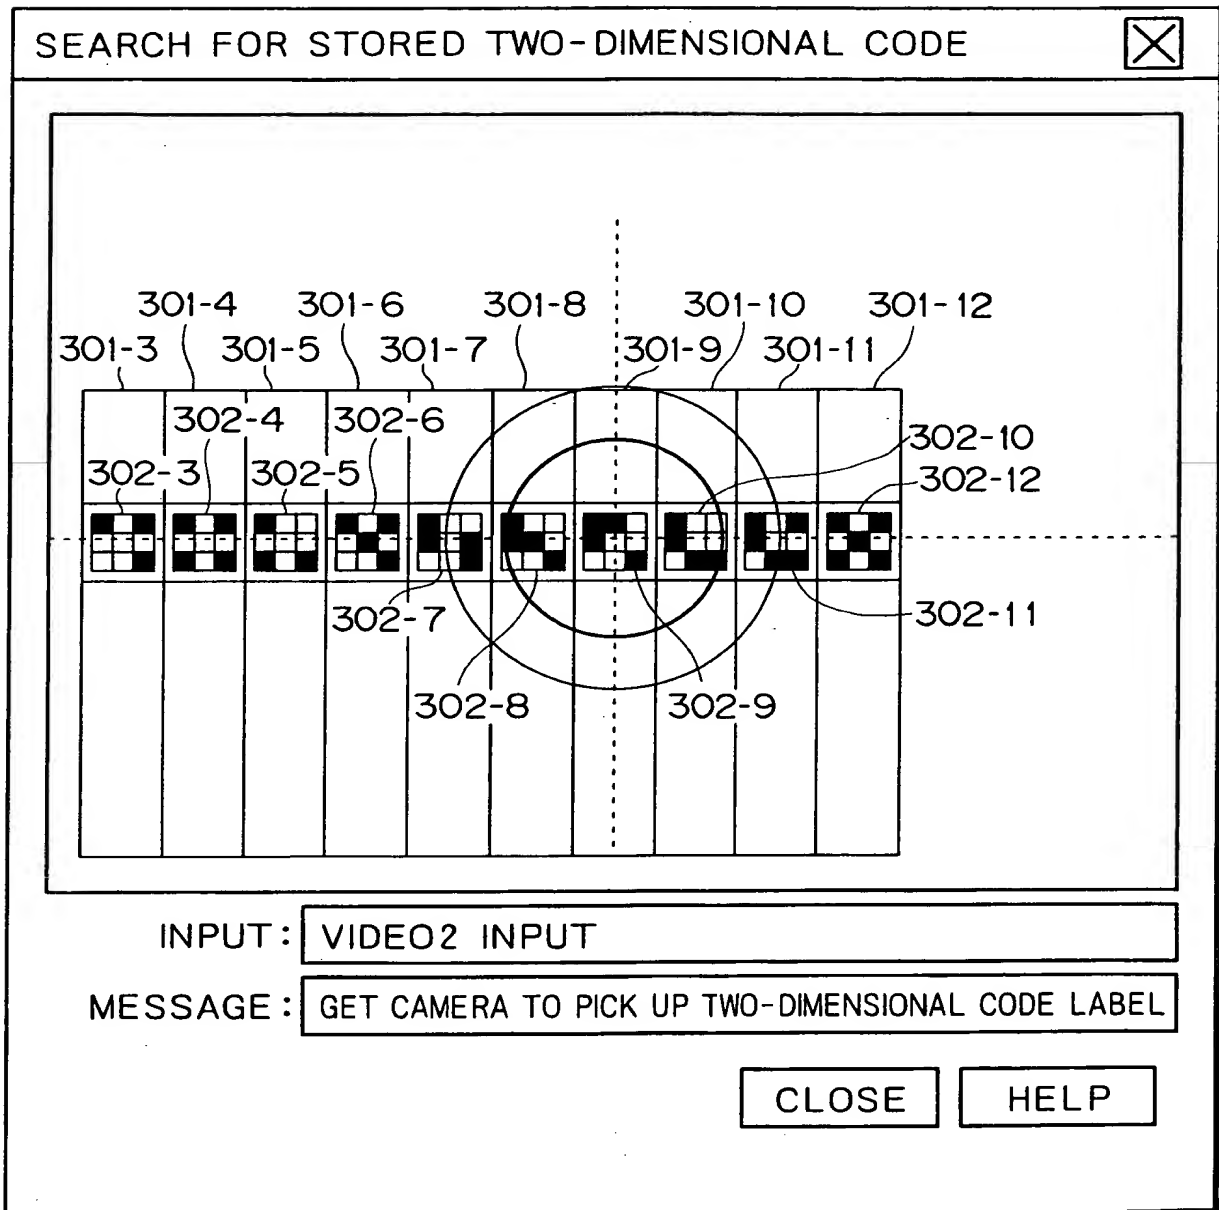 SEARCH FOR STORED TWO-DIMENSIONAL CODE
301-4 301-6 301-8 301-10 301-12
301-3 301-5 301-7 301-9 301-11
302-4 302-6 302-10
302-3 302-5 302-12
302-7 302-11
302-8 302-9
INPUT: VIDEO2 INPUT
MESSAGE: GET CAMERA TO PICK UP TWO-DIMENSIONAL CODE LABEL
CLOSE HELP